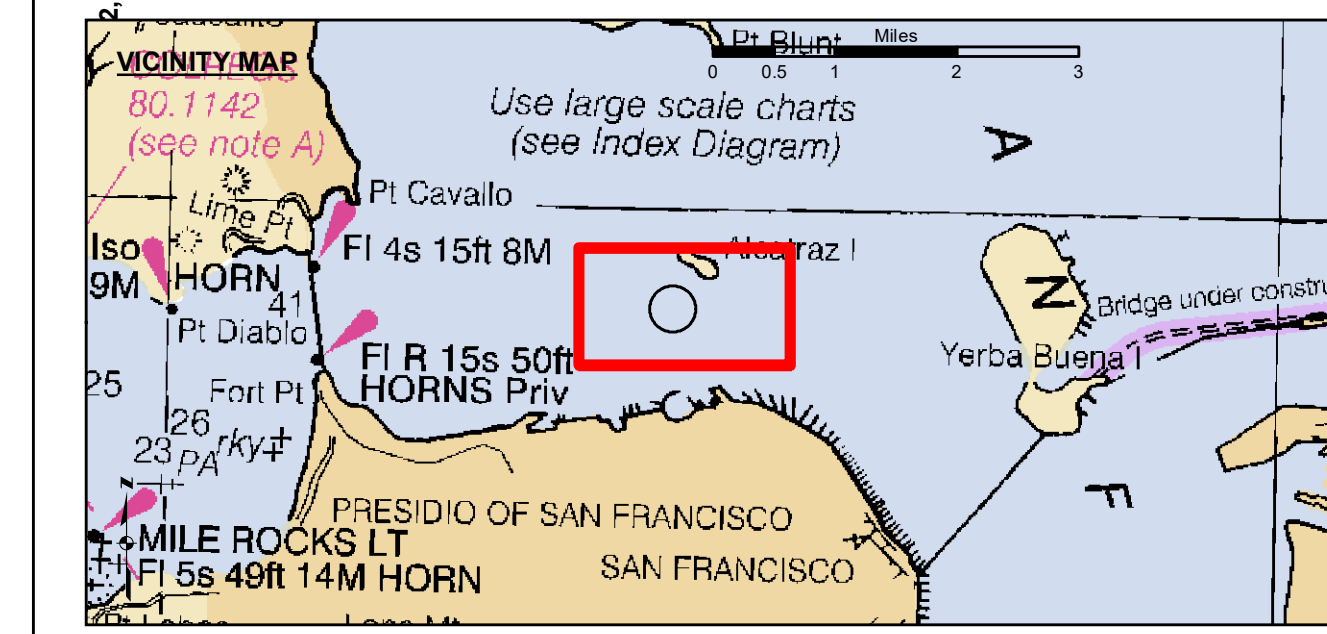 Pt Blunt
Miles
VICINITY MAP
0 0.5 1 2 3
COLREGS
80.1142
(see note A)
Use large scale charts
(see Index Diagram)
A
Lime Pt
Pt Cavallo
Iso
9M
HORN
Fl 4s 15ft 8M
Alcatraz I
41
N
Bridge under constru
Pt Diablo
Fl R 15s 50ft
HORNS Priv
Yerba Buena I
25
Fort Pt
26
23
PA
rky
PRESIDIO OF SAN FRANCISCO
F
N
MILE ROCKS LT
Fl 5s 49ft 14M HORN
SAN FRANCISCO